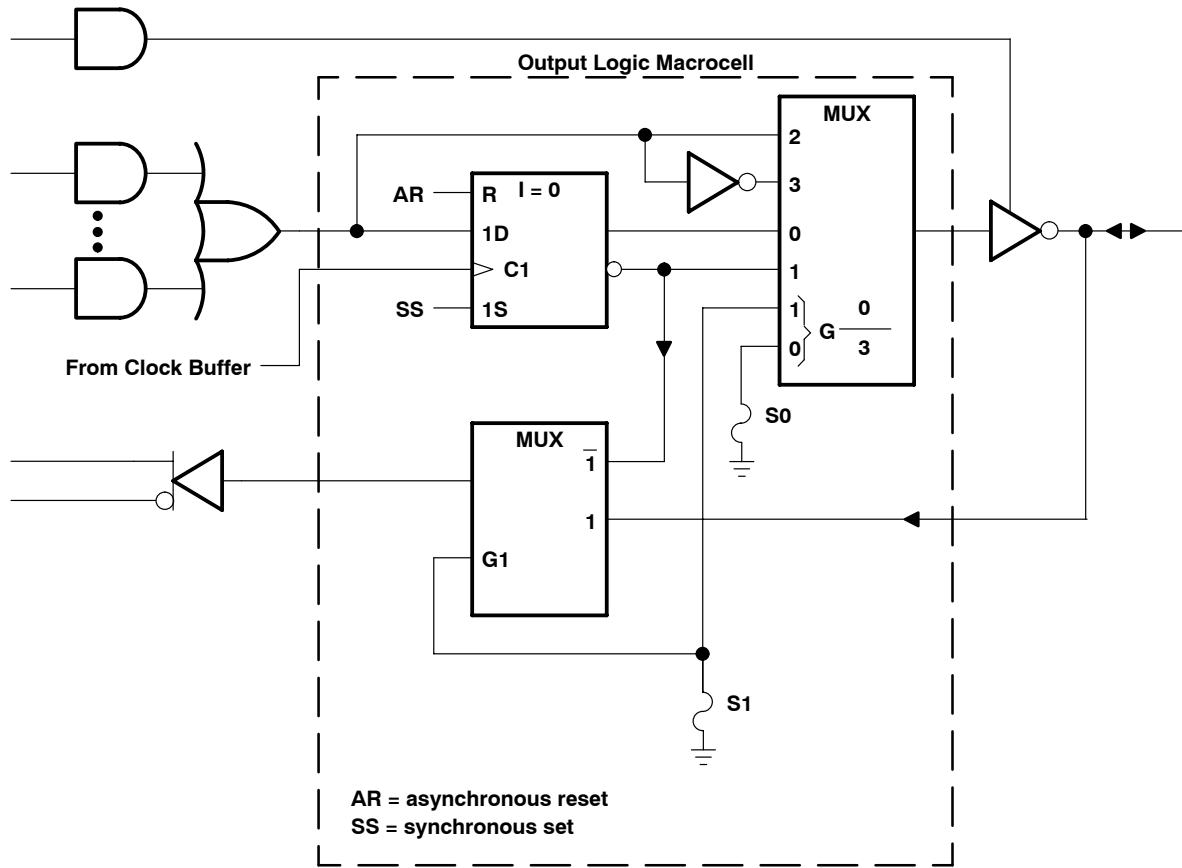 Output Logic Macrocell
MUX
2
3
0
1
1
0
G 0
3
AR
R
I = 0
1D
C1
SS
1S
From Clock Buffer
S0
MUX
1̅
1
G1
S1
AR = asynchronous reset
SS = synchronous set